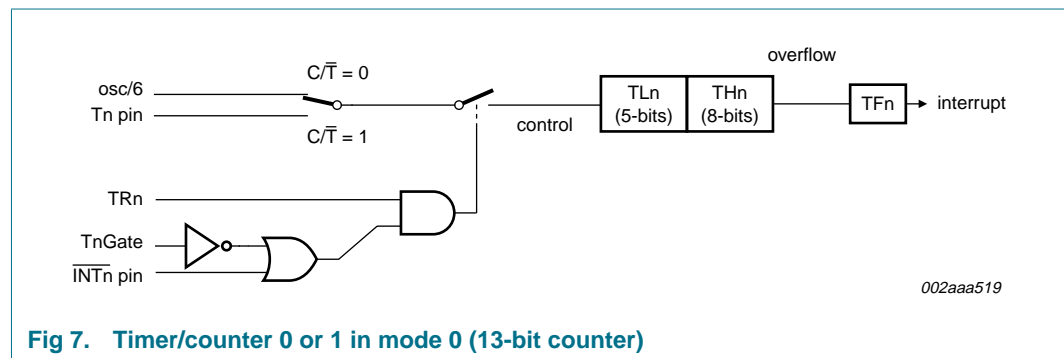 overflow
C/T̅ = 0
osc/6
Tn pin
C/T̅ = 1
control
TLn
(5-bits)
THn
(8-bits)
TFn
interrupt
TRn
TnGate
I̅N̅T̅n̅ pin
002aaa519
Fig 7. Timer/counter 0 or 1 in mode 0 (13-bit counter)